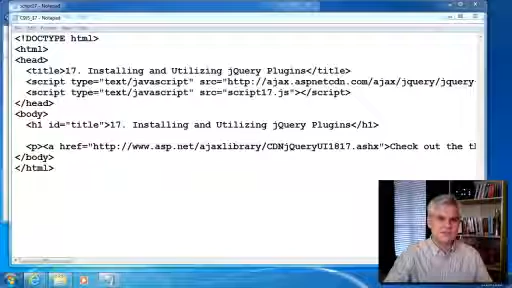 script17 - Notepad
<!DOCTYPE html>
<html>
<head>
<title>17. Installing and Utilizing jQuery Plugins</title>
<script type="text/javascript" src="http://ajax.aspnetcdn.com/ajax/jquery/jquery
<script type="text/javascript" src="script17.js"></script>
</head>
<body>
<h1 id="title">17. Installing and Utilizing jQuery Plugins</h1>
<p><a href="http://www.asp.net/ajaxlibrary/CDNjQueryUI1817.ashx">Check out the th
</body>
</html>